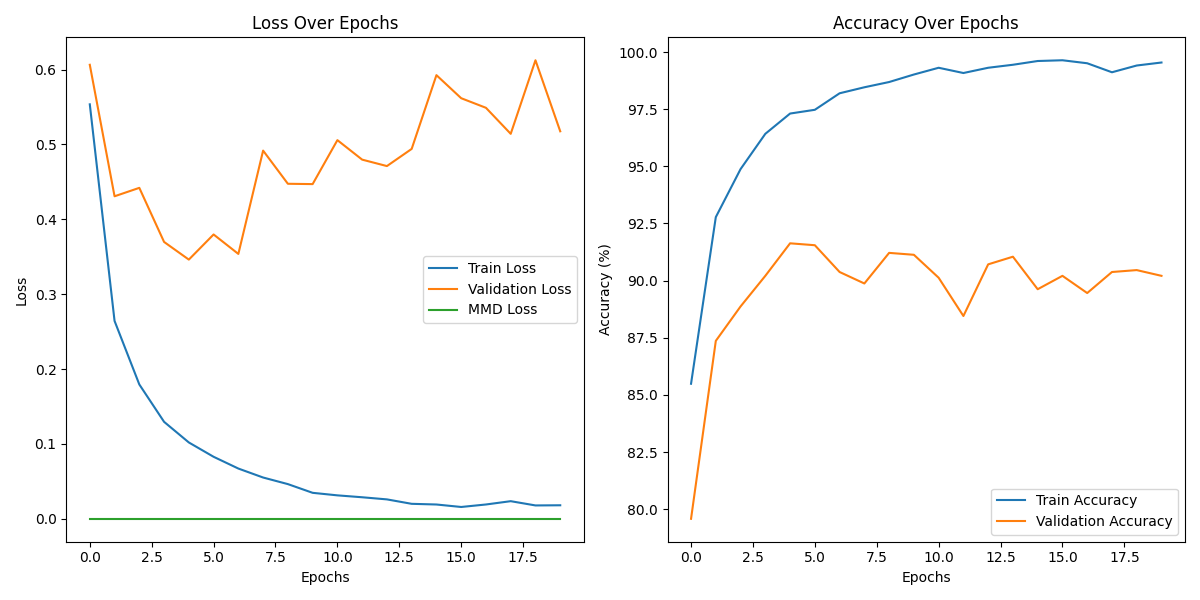 Loss Over Epochs
Loss
0.6
0.5
0.4
0.3
0.2
0.1
0.0
Train Loss
Validation Loss
MMD Loss
0.0 2.5 5.0 7.5 10.0 12.5 15.0 17.5
Epochs
Accuracy Over Epochs
Accuracy (%)
100.0
97.5
95.0
92.5
90.0
87.5
85.0
82.5
80.0
Train Accuracy
Validation Accuracy
0.0 2.5 5.0 7.5 10.0 12.5 15.0 17.5
Epochs